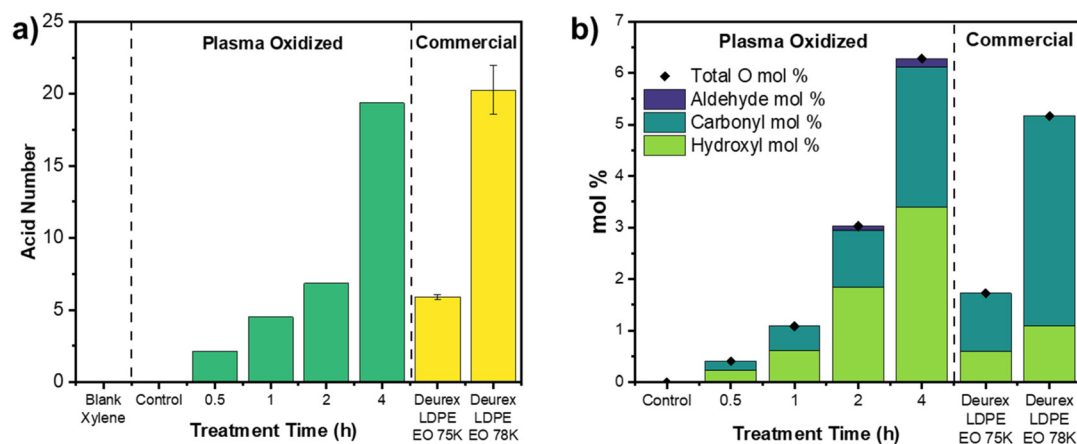 a)
Plasma Oxidized
Commercial
Acid Number
25
20
15
10
5
0
Blank
Xylene
Control
0.5
1
2
4
Deurex
LDPE
EO 75K
Deurex
LDPE
EO 78K
Treatment Time (h)
b)
Plasma Oxidized
Commercial
Total O mol %
Aldehyde mol %
Carbonyl mol %
Hydroxyl mol %
mol %
7
6
5
4
3
2
1
0
Control
0.5
1
2
4
Deurex
LDPE
EO 75K
Deurex
LDPE
EO 78K
Treatment Time (h)